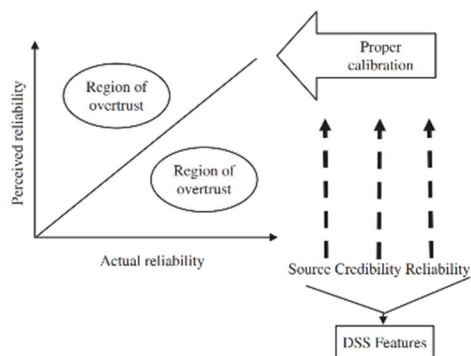 Perceived reliability
Region of
overtrust
Region of
overtrust
Actual reliability
Proper
calibration
Source Credibility Reliability
DSS Features